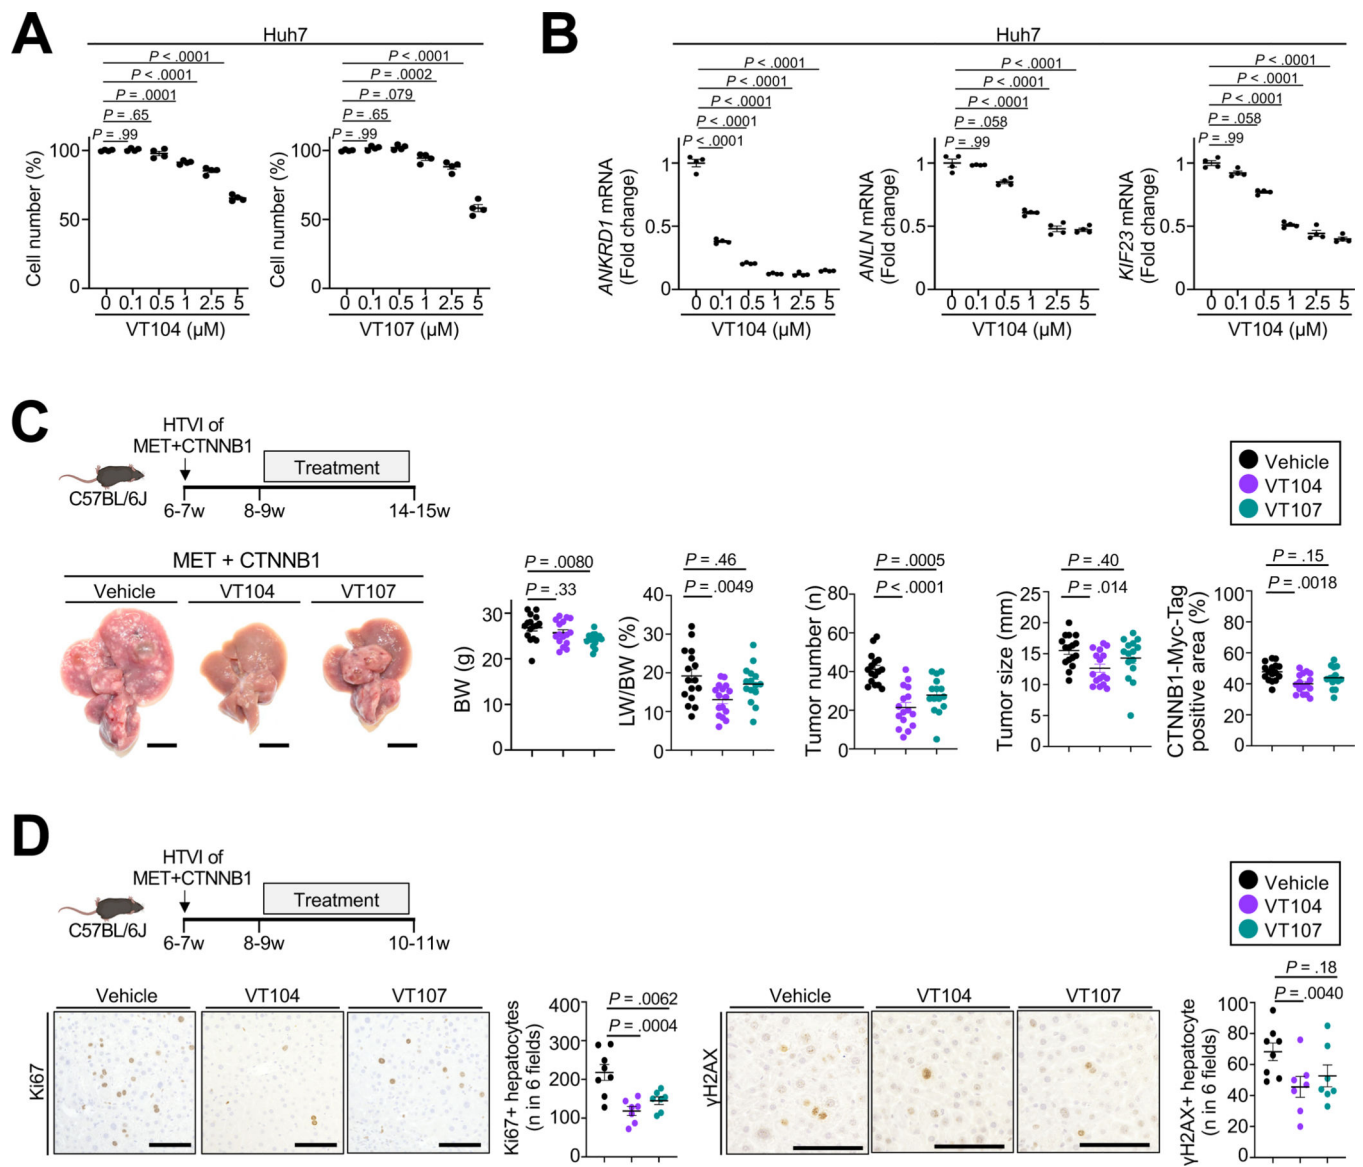 A
Huh7
P < .0001
P < .0001
P = .0001
P = .65
P = .99
Cell number (%)
100
50
0
0 0.1 0.5 1 2.5 5
VT104 (µM)
P < .0001
P = .0002
P = .079
P = .65
P = .99
Cell number (%)
100
50
0
0 0.1 0.5 1 2.5 5
VT107 (µM)
B
Huh7
P < .0001
P < .0001
P < .0001
P < .0001
P < .0001
ANKRD1 mRNA
(Fold change)
1
0.5
0
0 0.1 0.5 1 2.5 5
VT104 (µM)
P < .0001
P < .0001
P < .0001
P = .058
P = .99
ANLN mRNA
(Fold change)
1
0.5
0
0 0.1 0.5 1 2.5 5
VT104 (µM)
P < .0001
P < .0001
P < .0001
P = .058
P = .99
KIF23 mRNA
(Fold change)
1
0.5
0
0 0.1 0.5 1 2.5 5
VT104 (µM)
C
HTVI of
MET+CTNNB1
Treatment
C57BL/6J
6-7w 8-9w 14-15w
Vehicle
VT104
VT107
MET + CTNNB1
Vehicle VT104 VT107
P = .0080
P = .33
BW (g)
30
20
10
0
P = .46
P = .0049
LW/BW (%)
40
30
20
10
0
P = .0005
P < .0001
Tumor number (n)
80
60
40
20
0
P = .40
P = .014
Tumor size (mm)
25
20
15
10
5
0
P = .15
P = .0018
CTNNB1-Myc-Tag
positive area (%)
100
80
60
40
20
0
D
HTVI of
MET+CTNNB1
Treatment
C57BL/6J
6-7w 8-9w 10-11w
Vehicle
VT104
VT107
Vehicle VT104 VT107
Ki67
P = .0062
P = .0004
Ki67+ hepatocytes
(n in 6 fields)
400
300
200
100
0
Vehicle VT104 VT107
γH2AX
P = .18
P = .0040
γH2AX+ hepatocyte
(n in 6 fields)
100
80
60
40
20
0